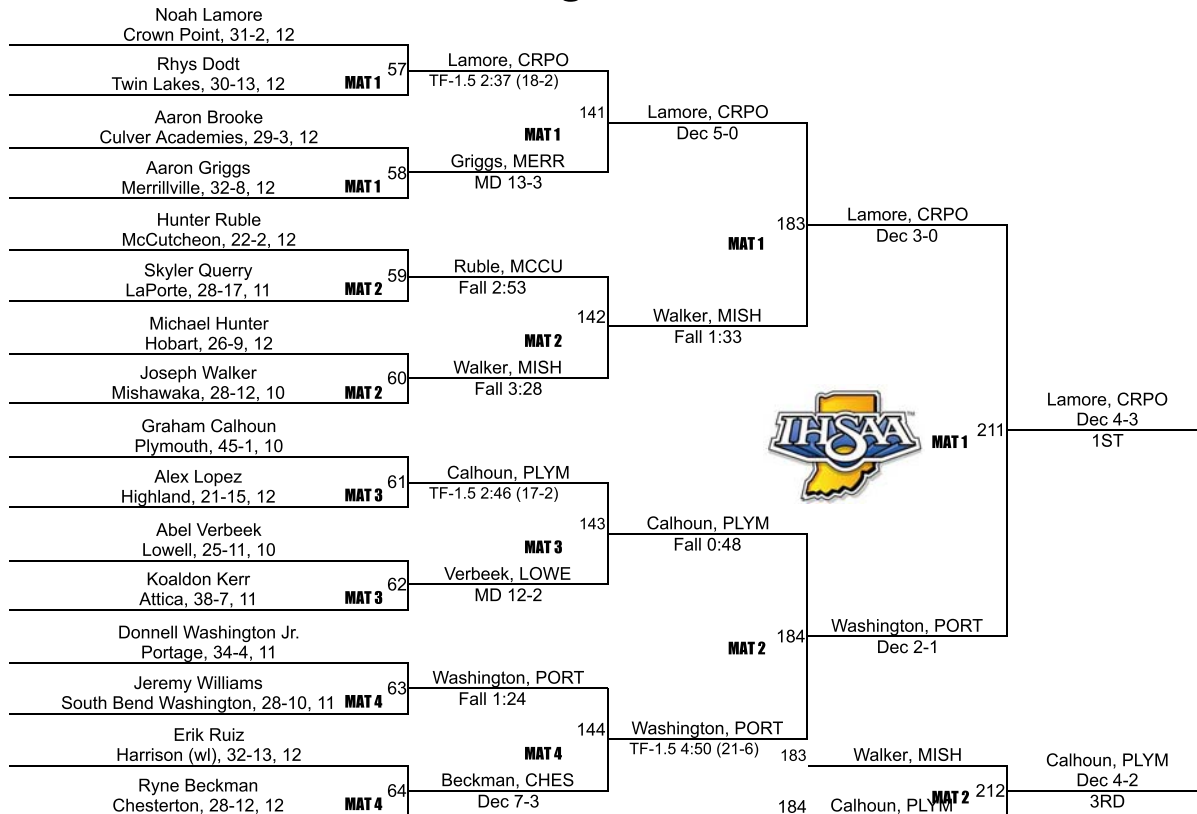 Noah Lamore
Crown Point, 31-2, 12
Rhys Dodt
Twin Lakes, 30-13, 12
MAT 1
57
Lamore, CRPO
TF-1.5 2:37 (18-2)
Aaron Brooke
Culver Academies, 29-3, 12
141
MAT 1
Lamore, CRPO
Dec 5-0
Aaron Griggs
Merrillville, 32-8, 12
MAT 1
58
Griggs, MERR
MD 13-3
Hunter Ruble
McCutcheon, 22-2, 12
183
MAT 1
Lamore, CRPO
Dec 3-0
Skyler Querry
LaPorte, 28-17, 11
MAT 2
59
Ruble, MCCU
Fall 2:53
Michael Hunter
Hobart, 26-9, 12
142
MAT 2
Walker, MISH
Fall 1:33
Joseph Walker
Mishawaka, 28-12, 10
MAT 2
60
Walker, MISH
Fall 3:28
Graham Calhoun
Plymouth, 45-1, 10
IHSAA
TM
MAT 1
211
Lamore, CRPO
Dec 4-3
1ST
Alex Lopez
Highland, 21-15, 12
MAT 3
61
Calhoun, PLYM
TF-1.5 2:46 (17-2)
Abel Verbeek
Lowell, 25-11, 10
143
MAT 3
Calhoun, PLYM
Fall 0:48
Koaldon Kerr
Attica, 38-7, 11
MAT 3
62
Verbeek, LOWE
MD 12-2
Donnell Washington Jr.
Portage, 34-4, 11
184
MAT 2
Washington, PORT
Dec 2-1
Jeremy Williams
South Bend Washington, 28-10, 11
MAT 4
63
Washington, PORT
Fall 1:24
Erik Ruiz
Harrison (wl), 32-13, 12
144
MAT 4
Washington, PORT
TF-1.5 4:50 (21-6)
Ryne Beckman
Chesterton, 28-12, 12
MAT 4
64
Beckman, CHES
Dec 7-3
183
Walker, MISH
184
Calhoun, PLYM
MAT 2
212
Calhoun, PLYM
Dec 4-2
3RD